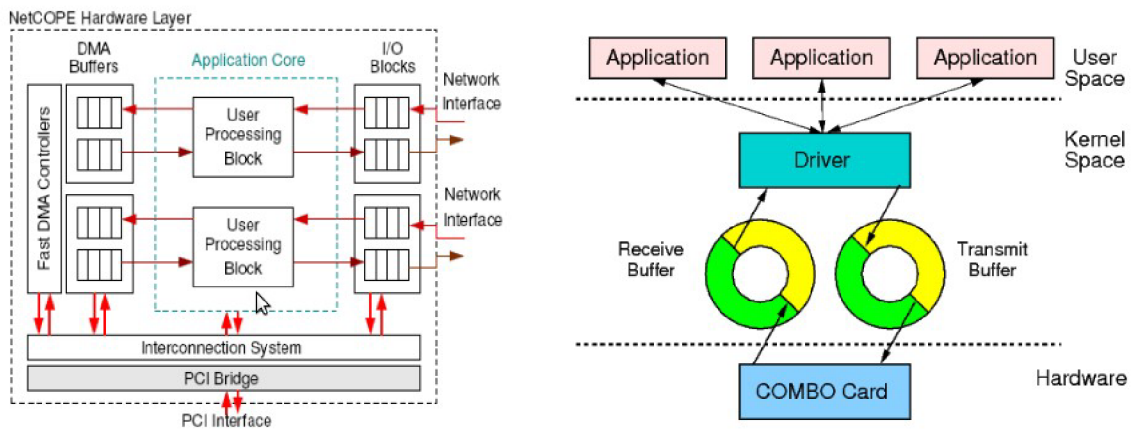 NetCOPE Hardware Layer
DMA
Buffers
Application Core
I/O
Blocks
Network
Interface
User
Processing
Block
Fast DMA Controllers
Network
Interface
User
Processing
Block
Interconnection System
PCI Bridge
PCI Interface
Application
Application
Application
User
Space
Driver
Kernel
Space
Receive
Buffer
Transmit
Buffer
COMBO Card
Hardware